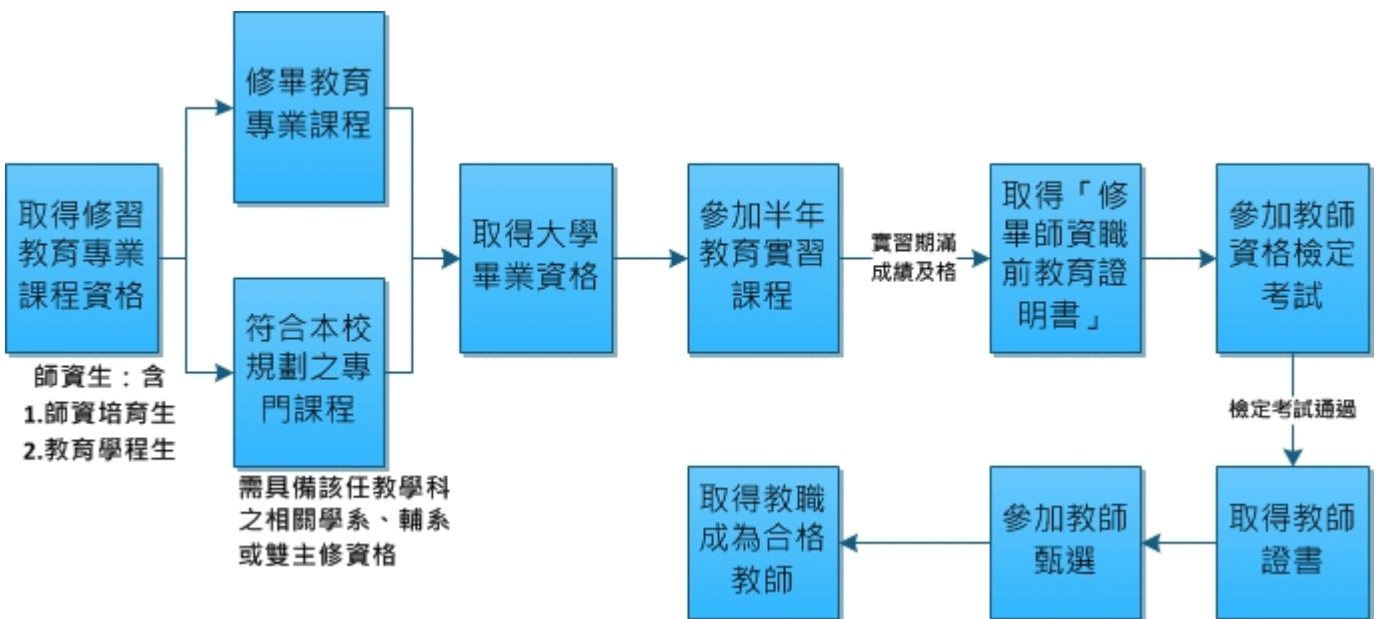 取得修習
教育專業
課程資格
師資生：含
1.師資培育生
2.教育學程生
修畢教育
專業課程
符合本校
規劃之專
門課程
需具備該任教學科
之相關學系、輔系
或雙主修資格
取得大學
畢業資格
參加半年
教育實習
課程
實習期滿
成績及格
取得「修
畢師資職
前教育證
明書」
參加教師
資格檢定
考試
檢定考試通過
取得教師
證書
參加教師
甄選
取得教職
成為合格
教師